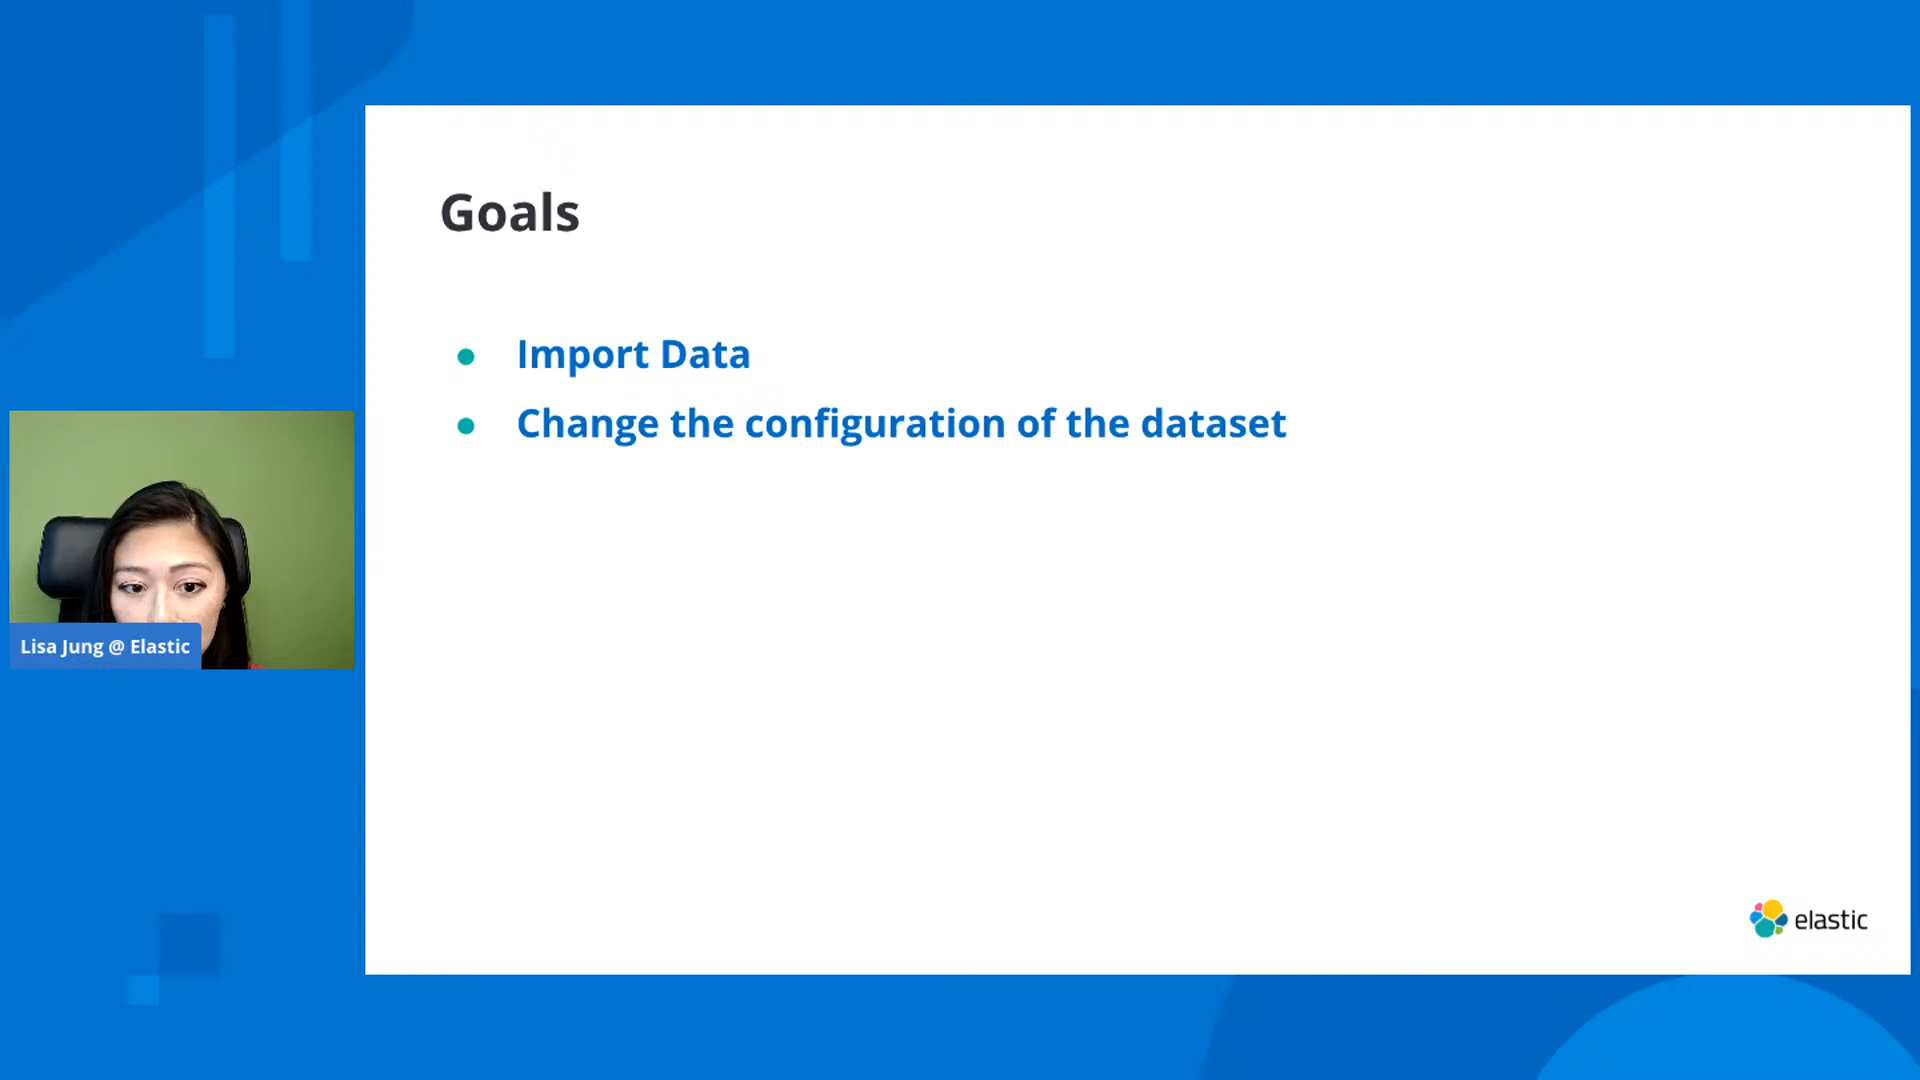 Goals
Import Data
Change the configuration of the dataset
Lisa Jung @ Elastic
elastic